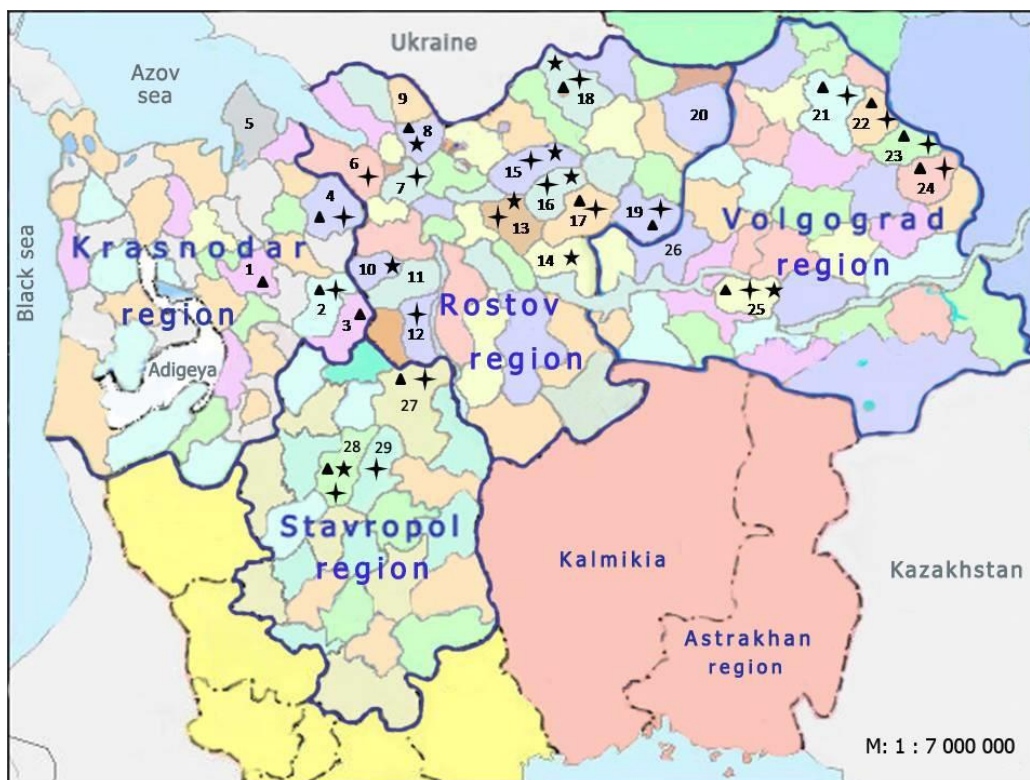 Ukraine
Azov
sea
Black sea
Krasnodar
region
Adigeya
Rostov
region
Volgograd
region
Stavropol
region
Kalmikia
Astrakhan
region
Kazakhstan
M: 1 : 7 000 000
1
2
3
4
5
6
7
8
9
10
11
12
13
14
15
16
17
18
19
20
21
22
23
24
25
26
27
28
29